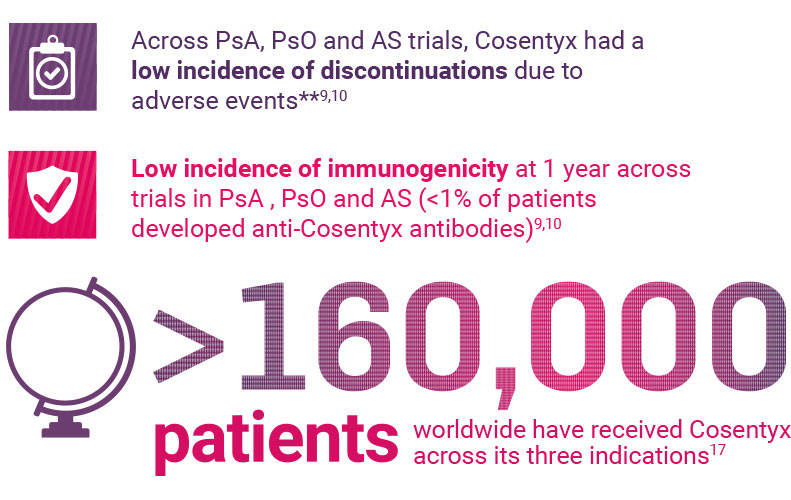 Across PsA, PsO and AS trials, Cosentyx had a
low incidence of discontinuations due to
adverse events**9,10
Low incidence of immunogenicity at 1 year across
trials in PsA , PsO and AS (<1% of patients
developed anti-Cosentyx antibodies)9,10
>160,000
patients
worldwide have received Cosentyx
across its three indications17